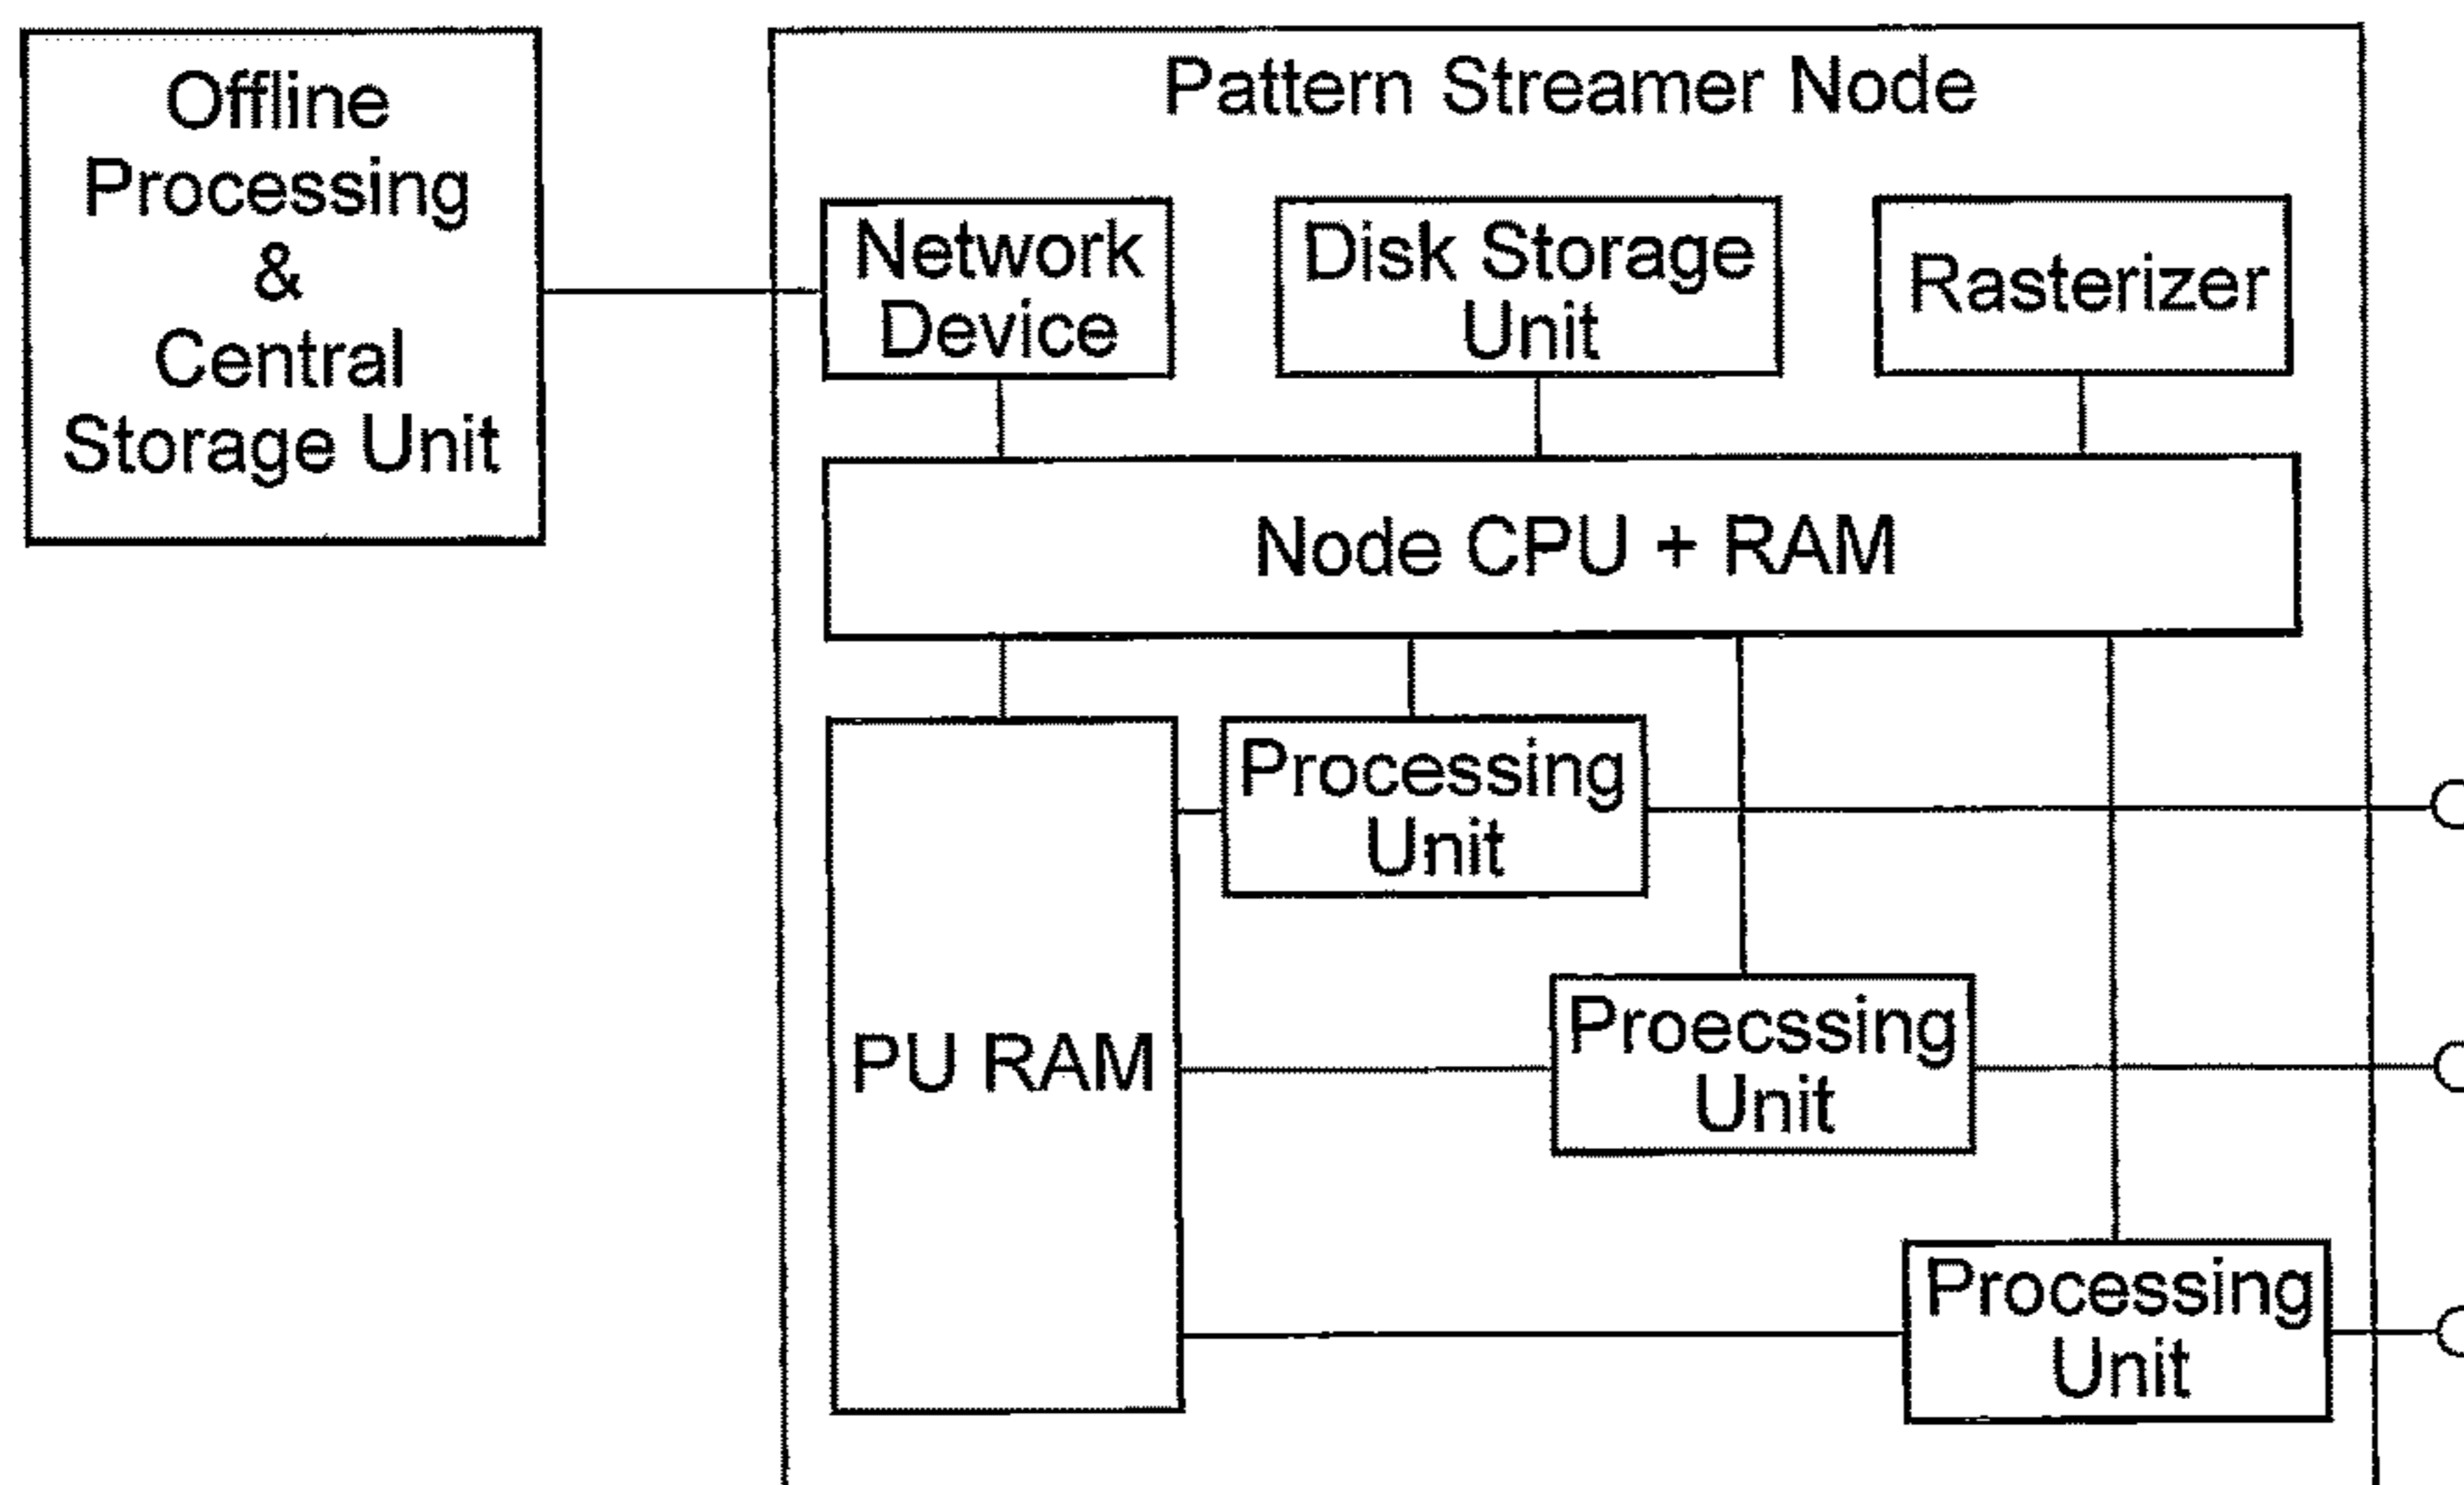 Offline
Processing
&
Central
Storage Unit
Pattern Streamer Node
Network
Device
Disk Storage
Unit
Rasterizer
Node CPU + RAM
PU RAM
Processing
Unit
Proecssing
Unit
Processing
Unit